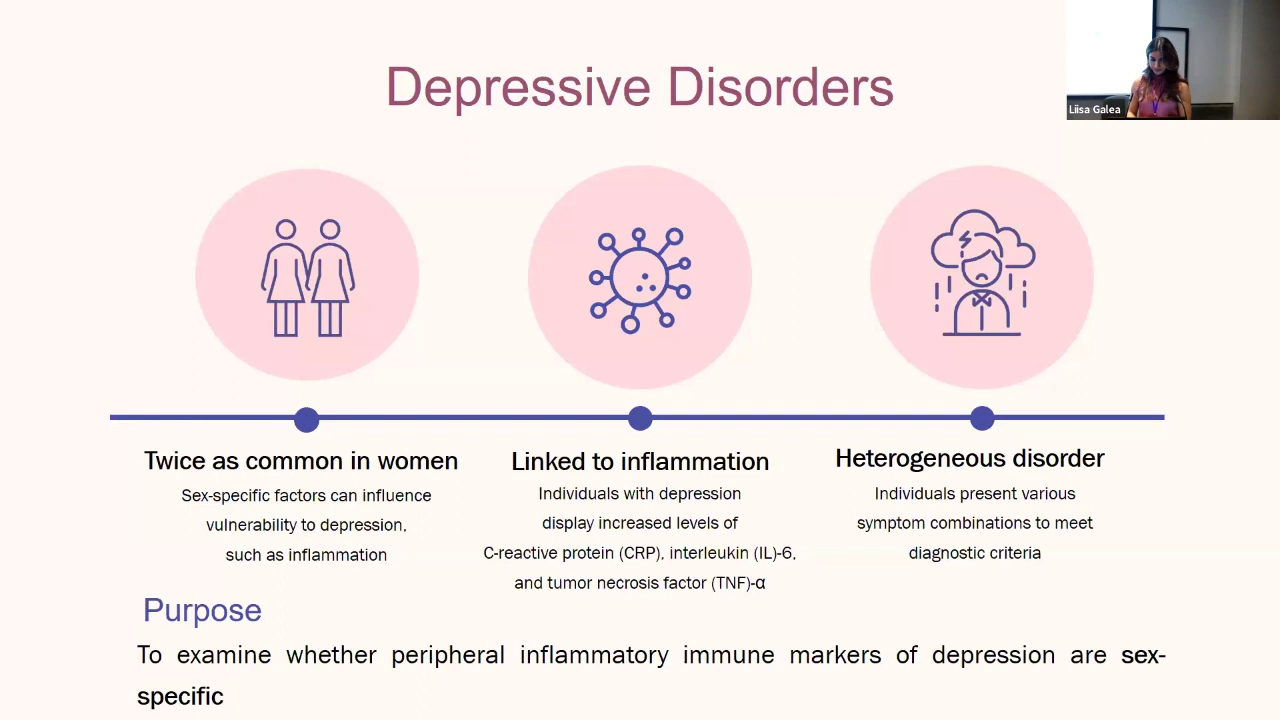 Depressive Disorders
Liisa Galea
Twice as common in women
Sex-specific factors can influence
vulnerability to depression,
such as inflammation
Linked to inflammation
Individuals with depression
display increased levels of
C-reactive protein (CRP), interleukin (IL)-6,
and tumor necrosis factor (TNF)-α
Heterogeneous disorder
Individuals present various
symptom combinations to meet
diagnostic criteria
Purpose
To examine whether peripheral inflammatory immune markers of depression are sex-
specific